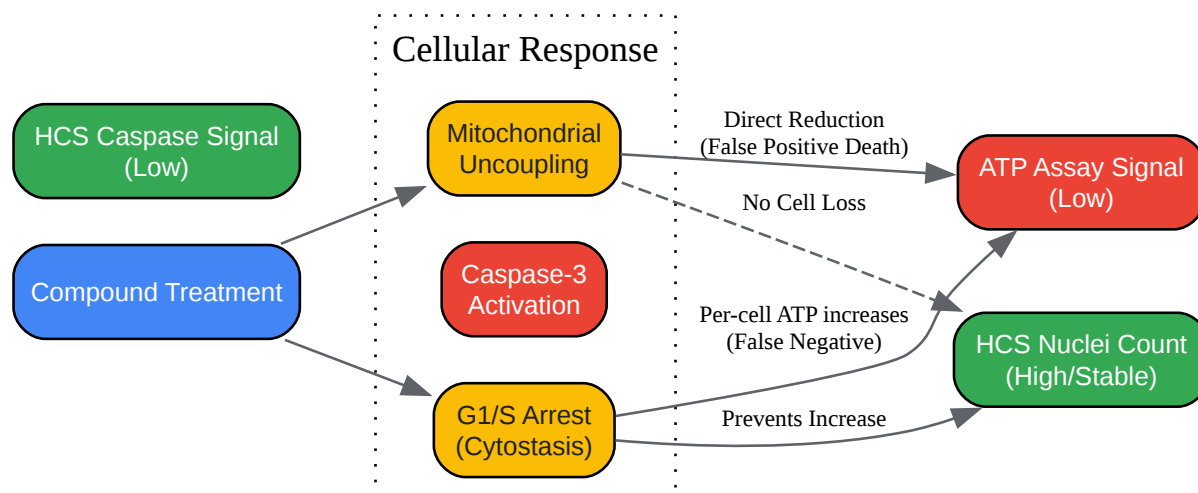 Cellular Response
HCS Caspase Signal
(Low)
Compound Treatment
Mitochondrial
Uncoupling
Caspase-3
Activation
G1/S Arrest
(Cytostasis)
Direct Reduction
(False Positive Death)
No Cell Loss
Per-cell ATP increases
(False Negative)
Prevents Increase
ATP Assay Signal
(Low)
HCS Nuclei Count
(High/Stable)